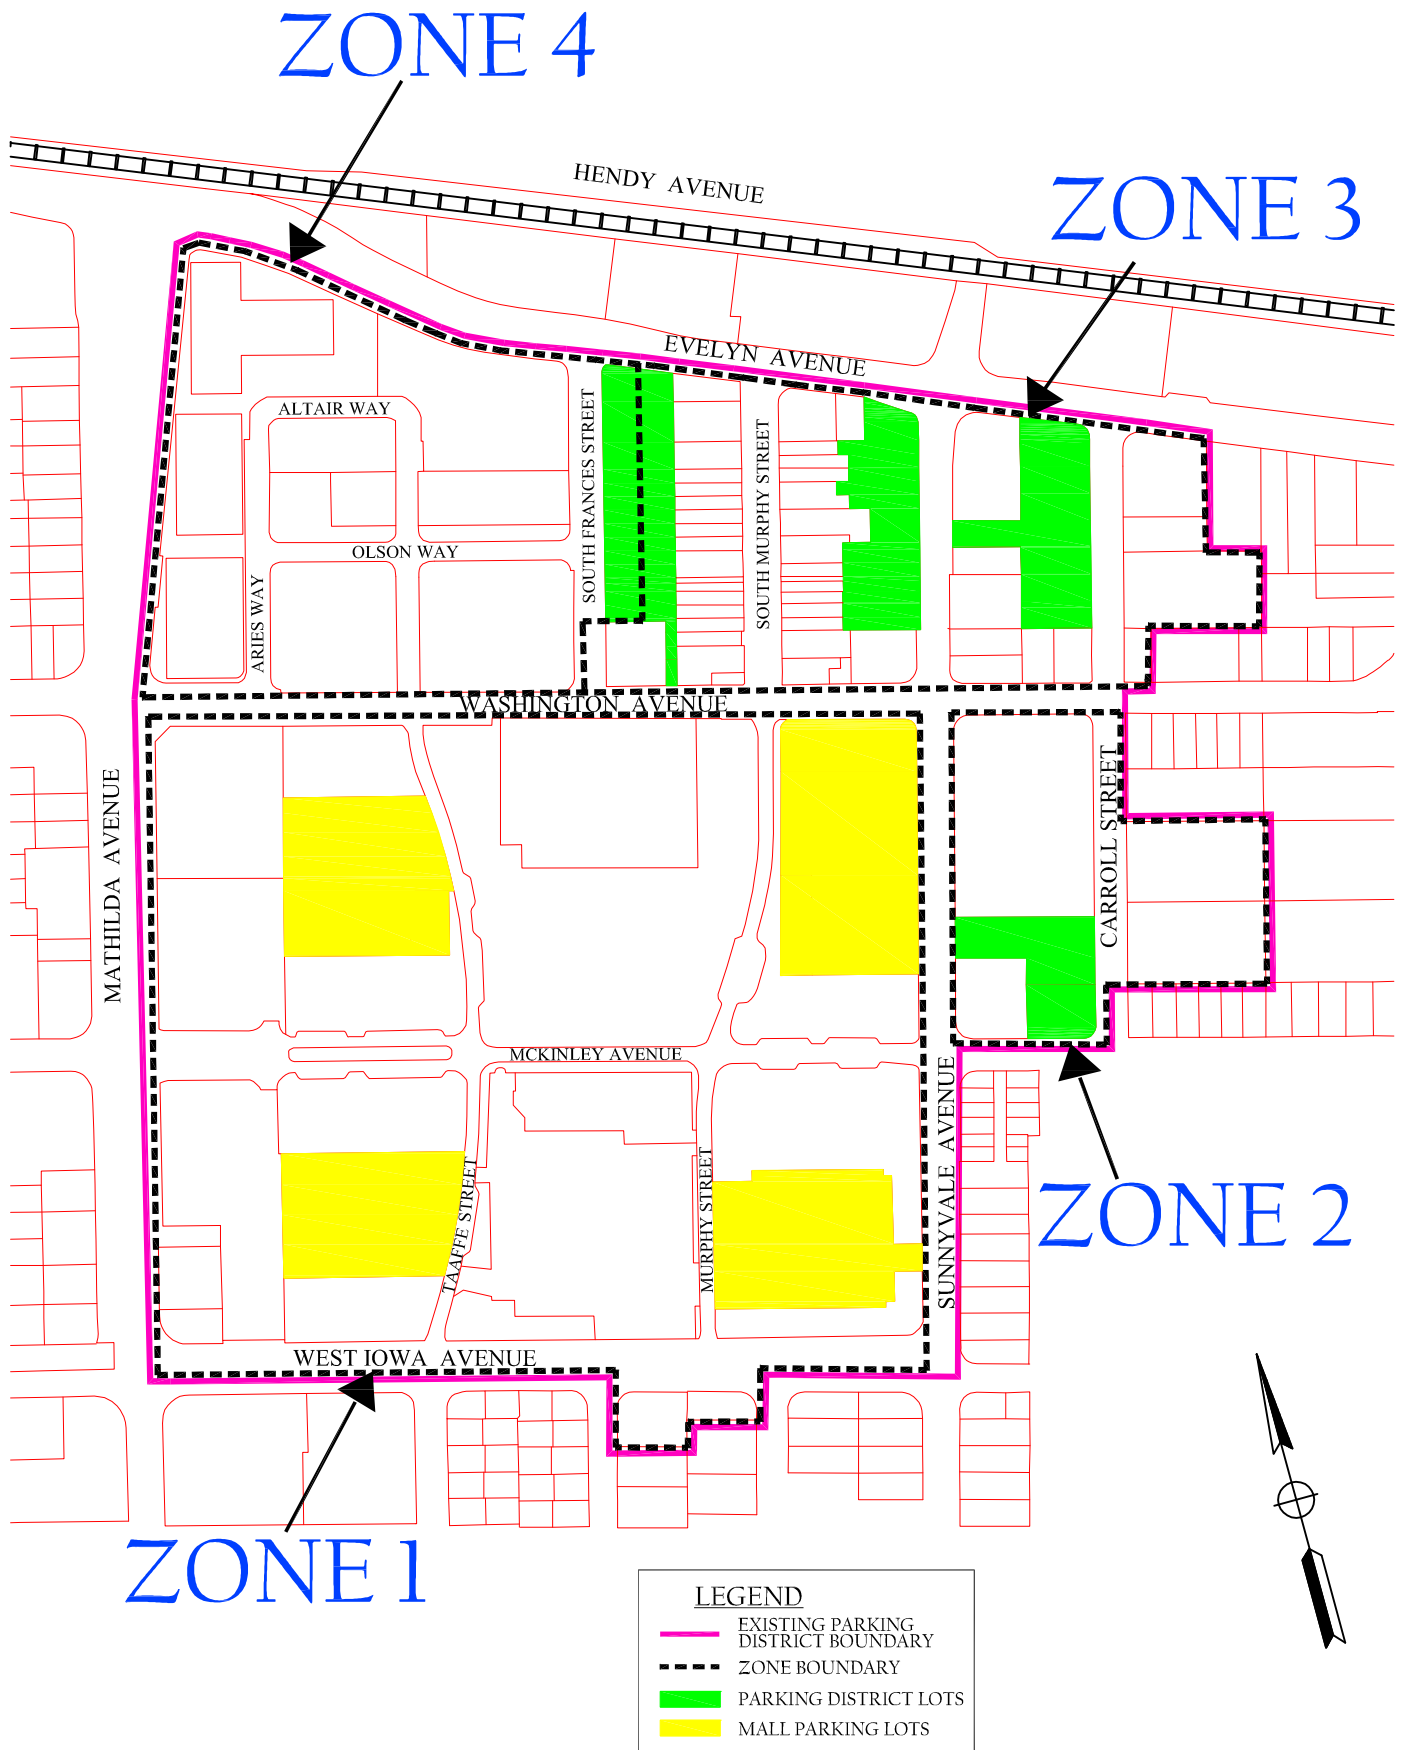 ZONE 4
HENDY AVENUE
ZONE 3
EVELYN AVENUE
ALTAIR WAY
SOUTH FRANCES STREET
SOUTH MURPHY STREET
OLSON WAY
ARIES WAY
WASHINGTON AVENUE
MATHILDA AVENUE
CARROLL STREET
MCKINLEY AVENUE
SUNNYVALE AVENUE
TAAFFE STREET
MURPHY STREET
ZONE 2
WEST IOWA AVENUE
ZONE 1
LEGEND
EXISTING PARKING
DISTRICT BOUNDARY
ZONE BOUNDARY
PARKING DISTRICT LOTS
MALL PARKING LOTS